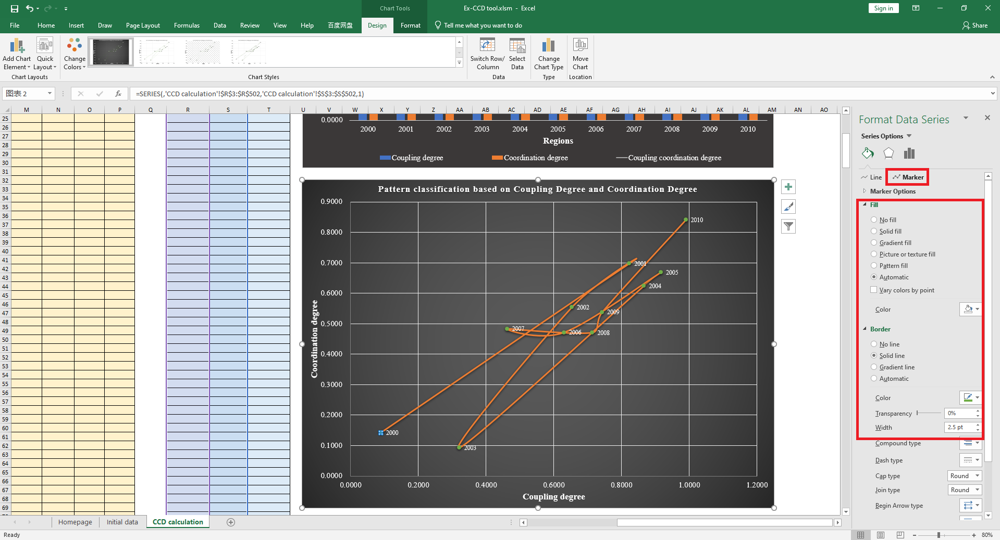 Chart Tools
Ex-CCD tool.xlsm - Excel
Sign in
File Home Insert Draw Page Layout Formulas Data Review View Help 百度网盘 Design Format Tell me what you want to do Share
Add Chart Element
Quick Layout
Change Colors
Switch Row/ Column
Select Data
Change Chart Type
Move Chart
Chart Layouts Chart Styles Data Type Location
图表 2
fx
=SERIES(,'CCD calculation'!$R$3:$R$502,'CCD calculation'!$S$3:$S$502,1)
M N O P Q R S T U V W X Y Z AA AB AC AD AE AF AG AH AI AJ AK AL AM AN AO
25
26
27
28
29
30
31
32
33
34
35
36
37
38
39
40
41
42
43
44
45
46
47
48
49
50
51
52
53
54
55
56
57
58
59
60
61
62
63
64
65
66
67
68
69
0.0000
2000 2001 2002 2003 2004 2005 2006 2007 2008 2009 2010
Regions
Coupling degree Coordination degree Coupling coordination degree
Pattern classification based on Coupling Degree and Coordination Degree
0.9000
0.8000
0.7000
0.6000
0.5000
0.4000
0.3000
0.2000
0.1000
0.0000
Coordination degree
2010
2001
2005
2004
2002
2009
2007
2006
2008
2000
2003
0.0000 0.2000 0.4000 0.6000 0.8000 1.0000 1.2000
Coupling degree
Format Data Series
Series Options
Line Marker
Marker Options
Fill
No fill
Solid fill
Gradient fill
Picture or texture fill
Pattern fill
Automatic
Vary colors by point
Color
Border
No line
Solid line
Gradient line
Automatic
Color
Transparency 0%
Width 2.5 pt
Compound type
Dash type
Cap type Round
Join type Round
Begin Arrow type
Homepage Initial data CCD calculation
Ready
80%